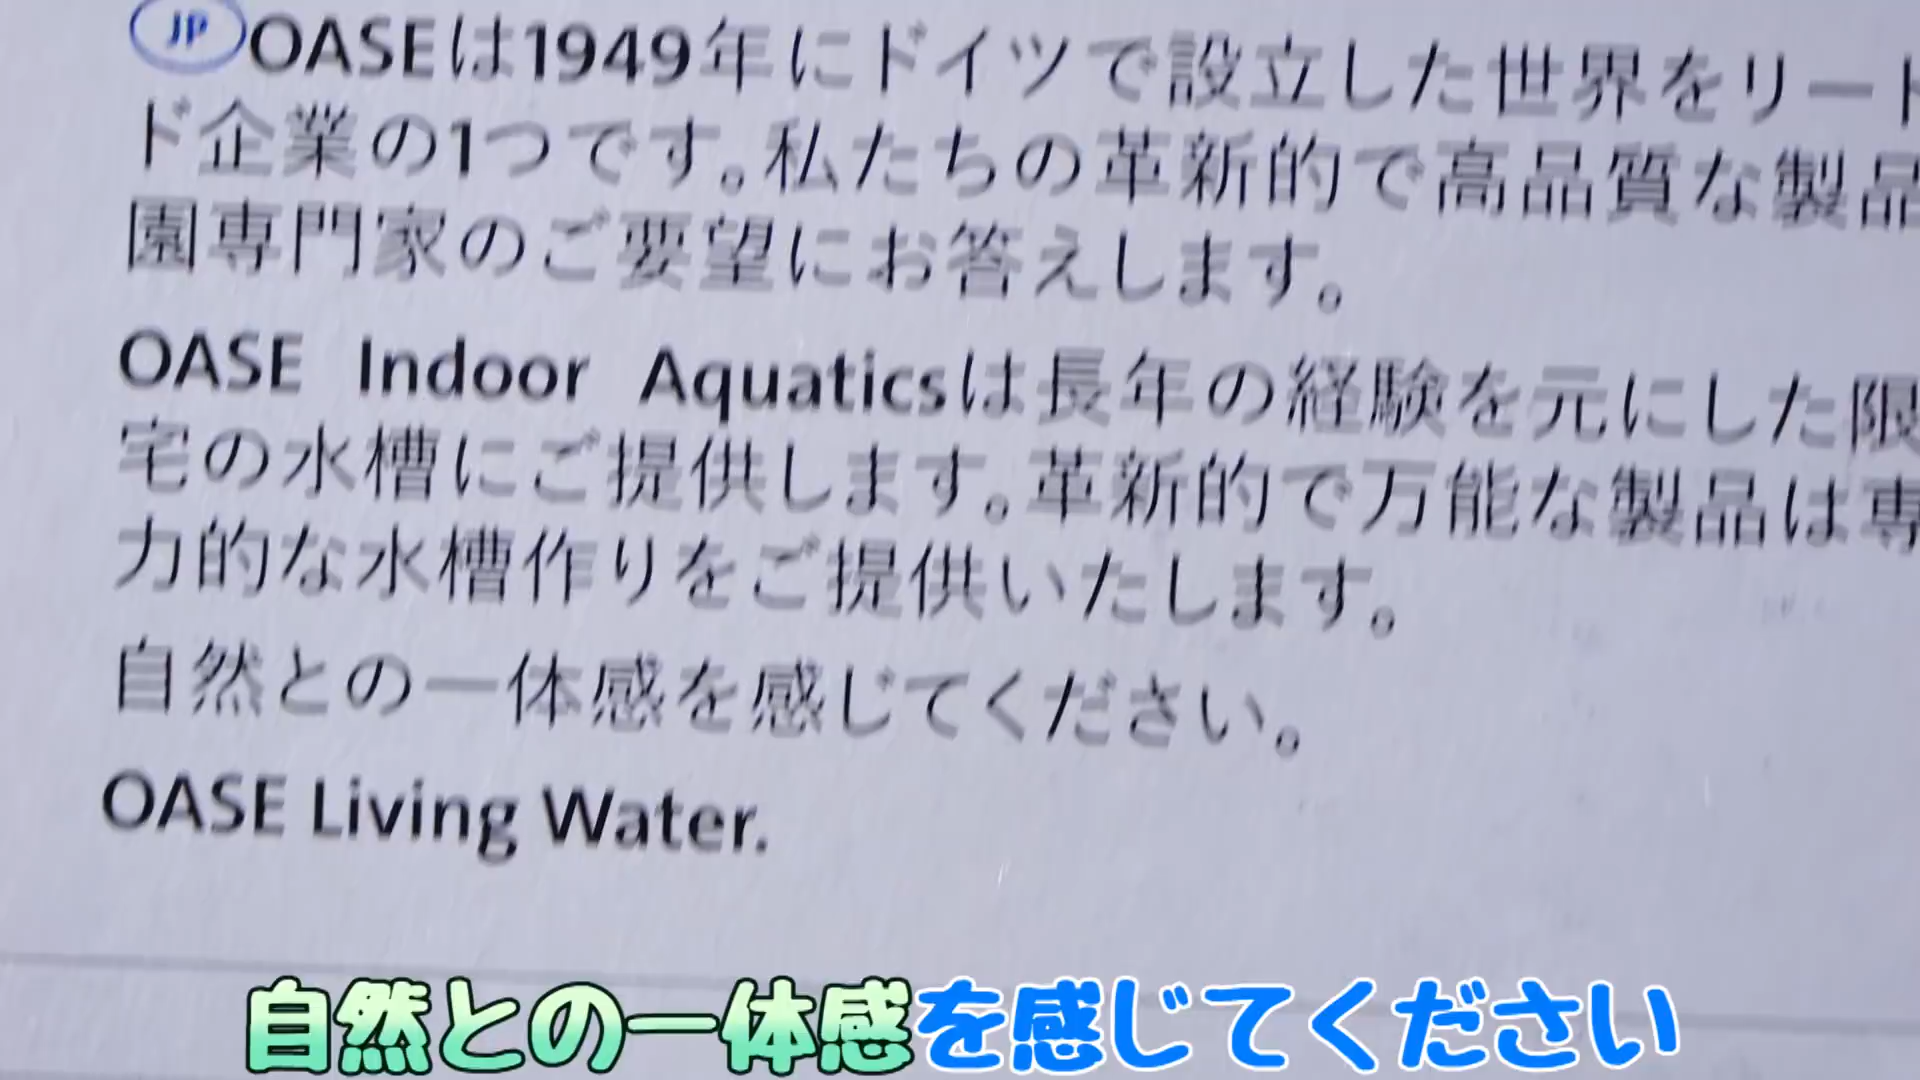 JP OASEは1949年にドイツで設立した世界をリード
ド企業の1つです。私たちの革新的で高品質な製品
園専門家のご要望にお答えします。
OASE Indoor Aquaticsは長年の経験を元にした限
宅の水槽にご提供します。革新的で万能な製品は専
力的な水槽作りをご提供いたします。
自然との一体感を感じてください。
OASE Living Water.
自然との一体感を感じてください